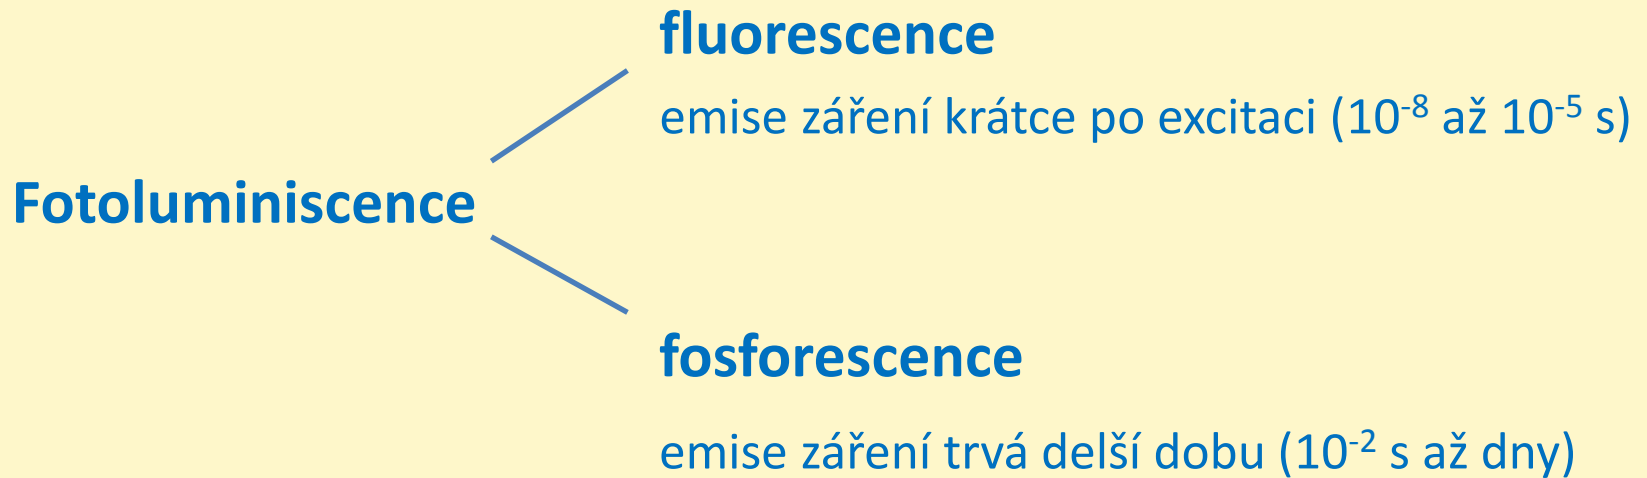 fluorescence
emise záření krátce po excitaci (10⁻⁸ až 10⁻⁵ s)
Fotoluminiscence
fosforescence
emise záření trvá delší dobu (10⁻² s až dny)